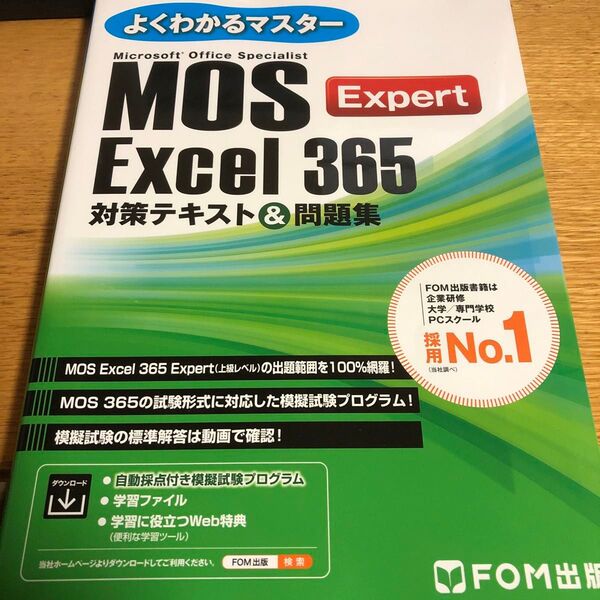 よくわかるマスター
Microsoft® Office Specialist
MOS Expert
Excel 365
対策テキスト&問題集
FOM出版書籍は
企業研修
大学/専門学校
PCスクール
採用No.1
(当社調べ)
MOS Excel 365 Expert(上級レベル)の出題範囲を100%網羅!
MOS 365の試験形式に対応した模擬試験プログラム!
模擬試験の標準解答は動画で確認!
ダウンロード
● 自動採点付き模擬試験プログラム
● 学習ファイル
● 学習に役立つWeb特典
(便利な学習ツール)
当社ホームページよりダウンロードしてご利用ください。 FOM出版 検索
FOM出版